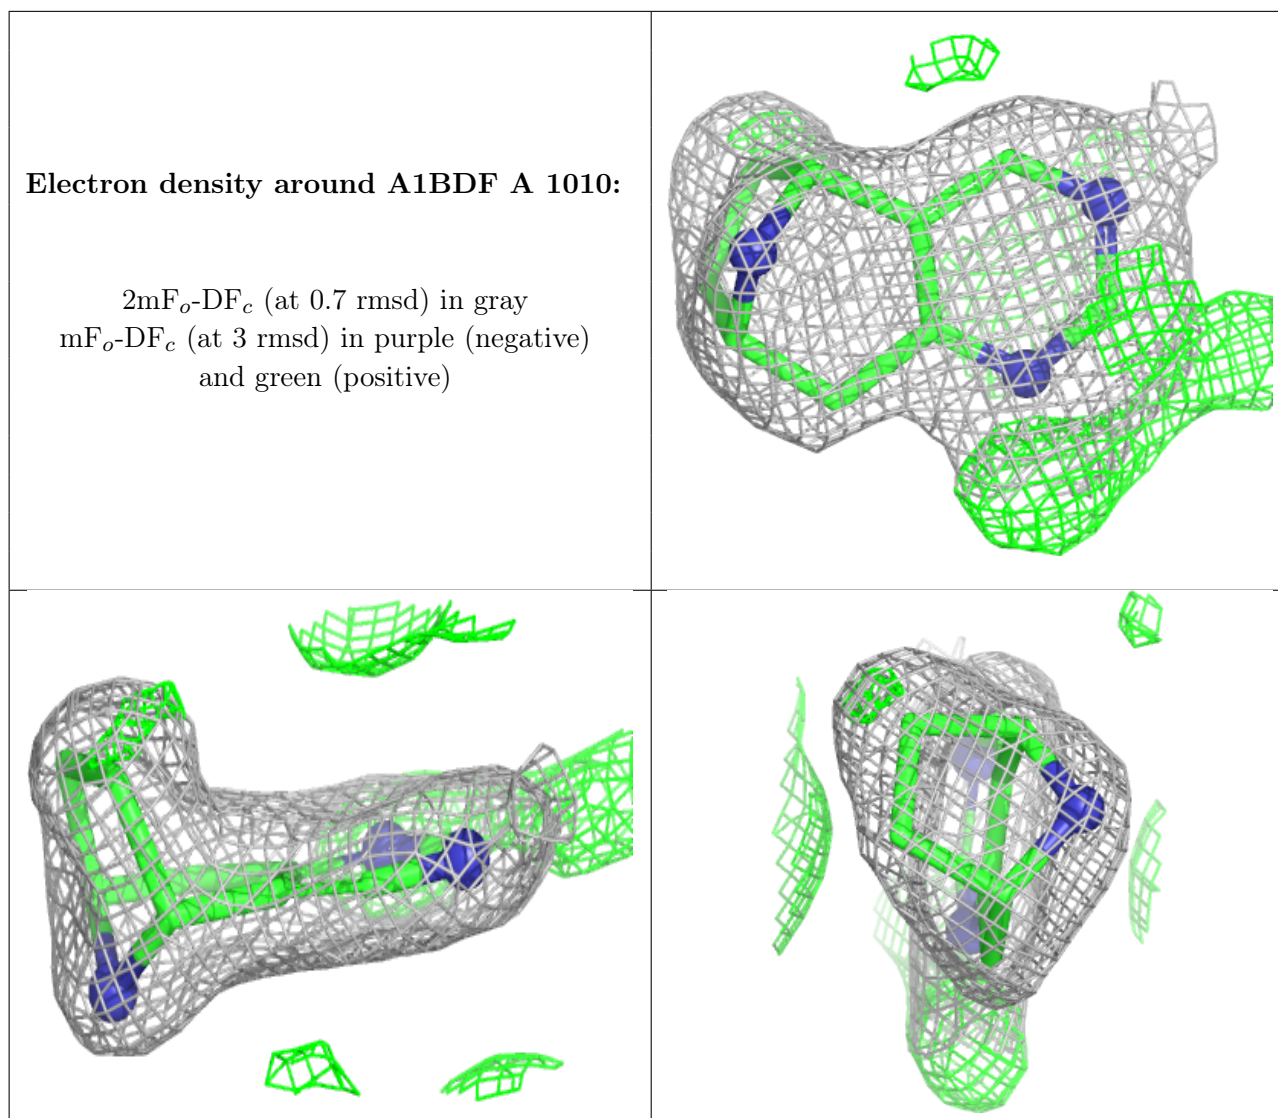 Electron density around A1BDF A 1010:
2mFo-DFc (at 0.7 rmsd) in gray
mFo-DFc (at 3 rmsd) in purple (negative)
and green (positive)